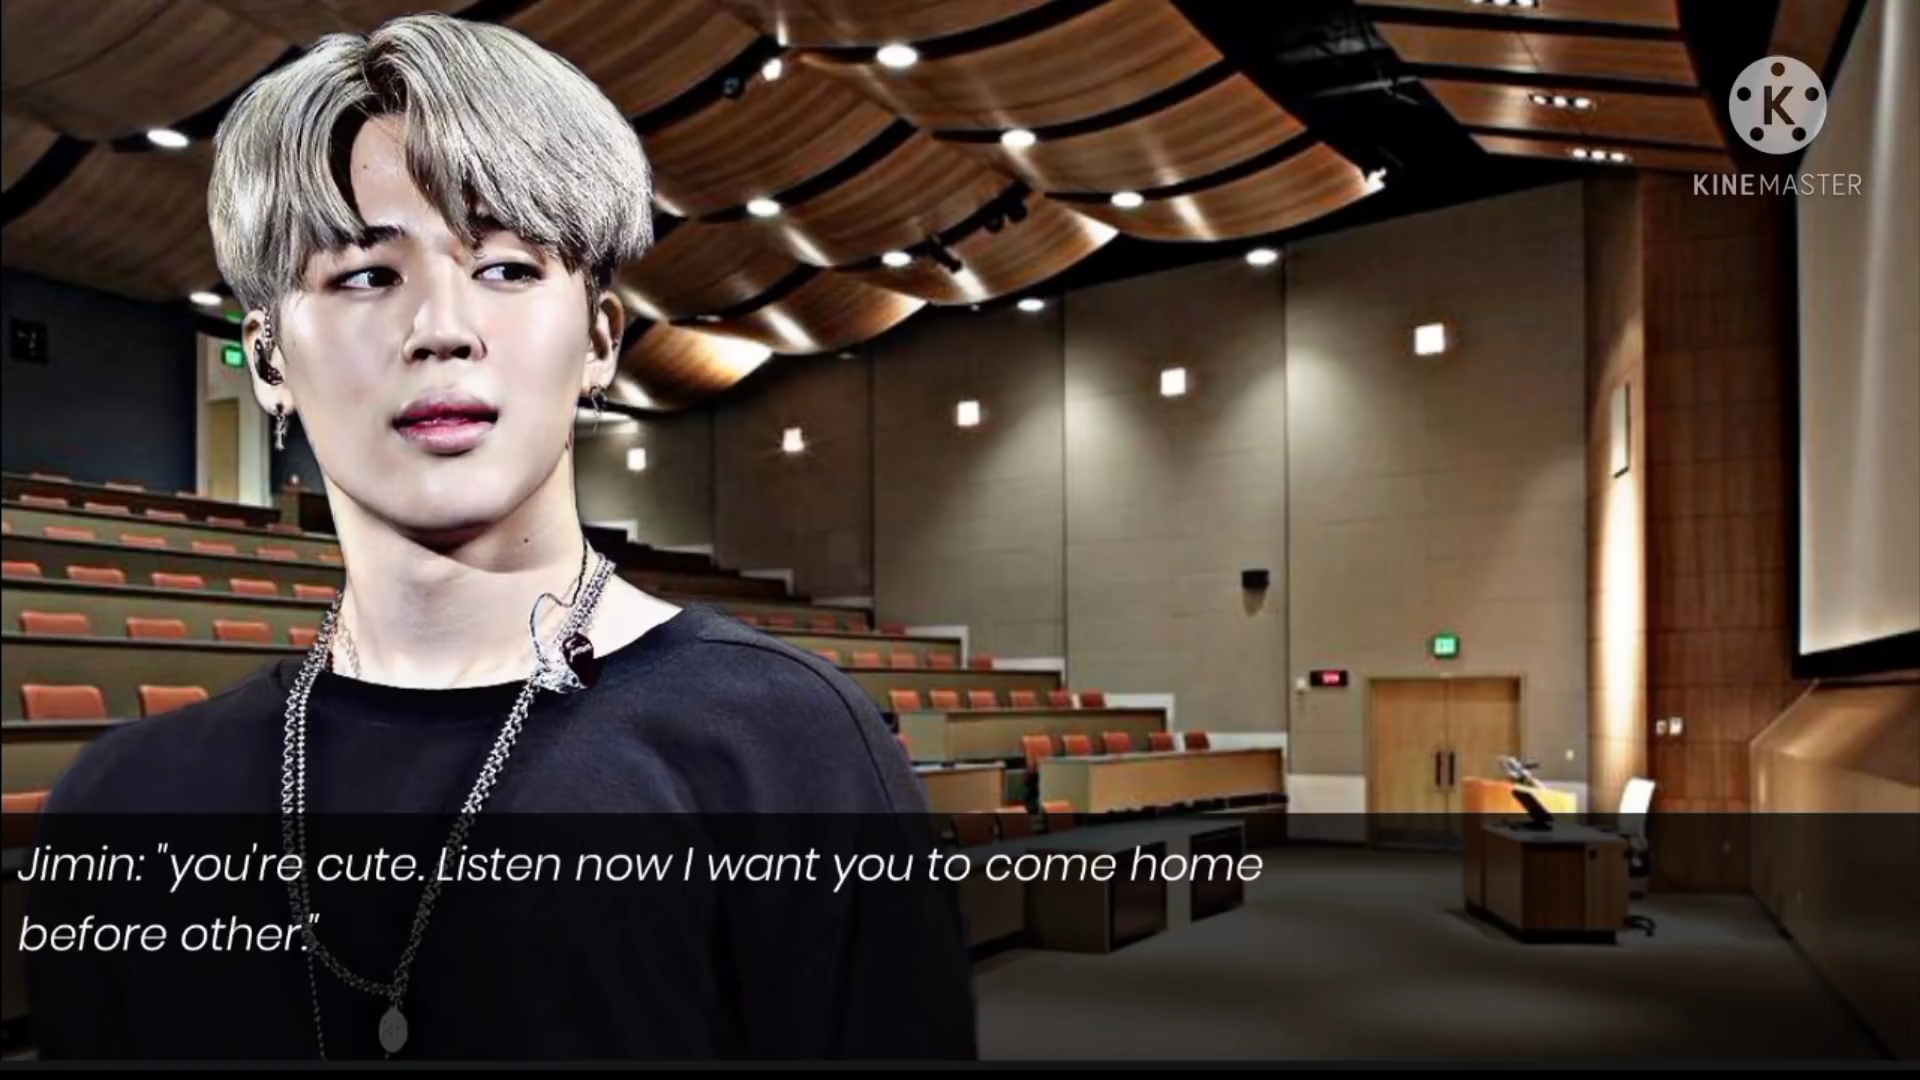 K
KINEMASTER
Jimin: "you're cute. Listen now I want you to come home
before other."